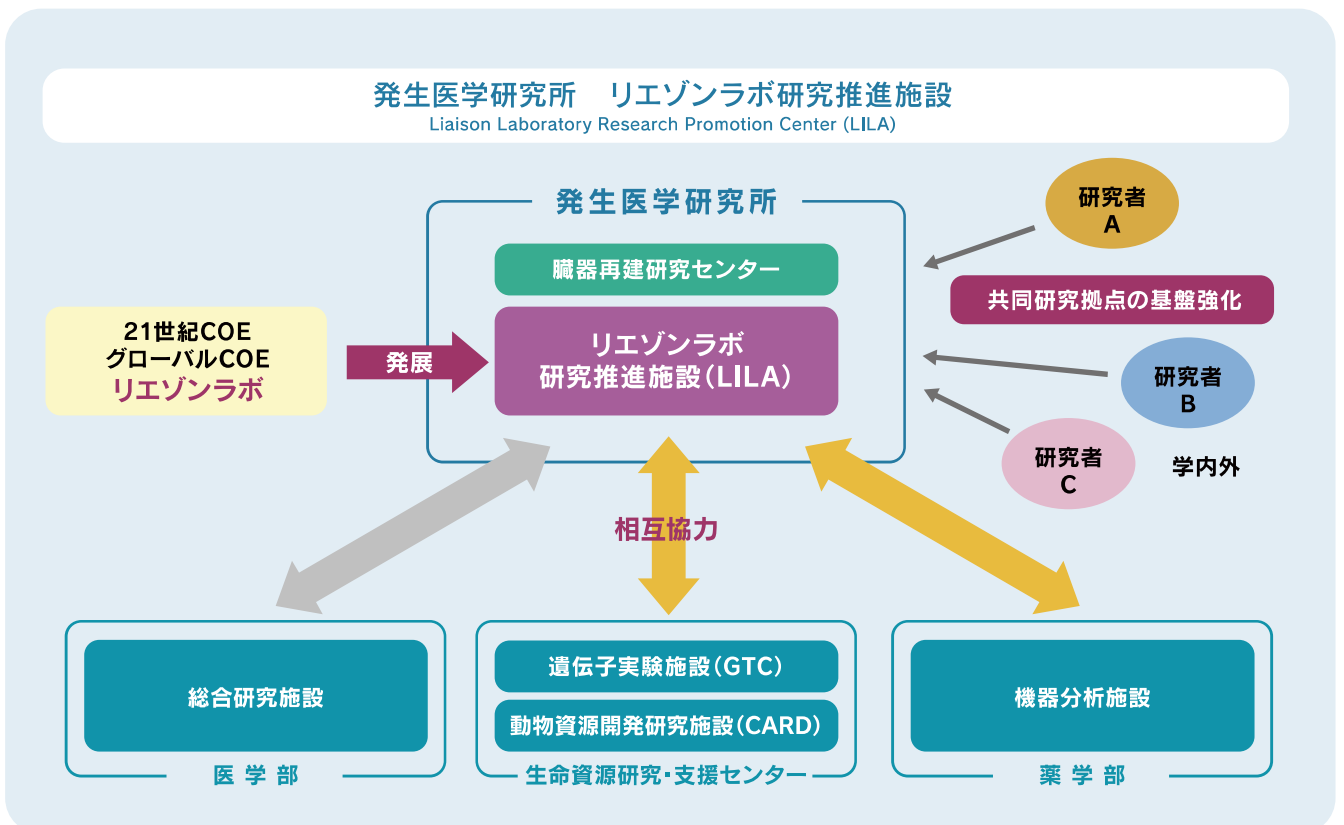 発生医学研究所　リエゾンラボ研究推進施設
Liaison Laboratory Research Promotion Center (LILA)
発生医学研究所
臓器再建研究センター
リエゾンラボ
研究推進施設(LILA)
21世紀COE
グローバルCOE
リエゾンラボ
発展
研究者
A
共同研究拠点の基盤強化
研究者
B
研究者
C
学内外
相互協力
総合研究施設
医学部
遺伝子実験施設(GTC)
動物資源開発研究施設(CARD)
生命資源研究・支援センター
機器分析施設
薬学部